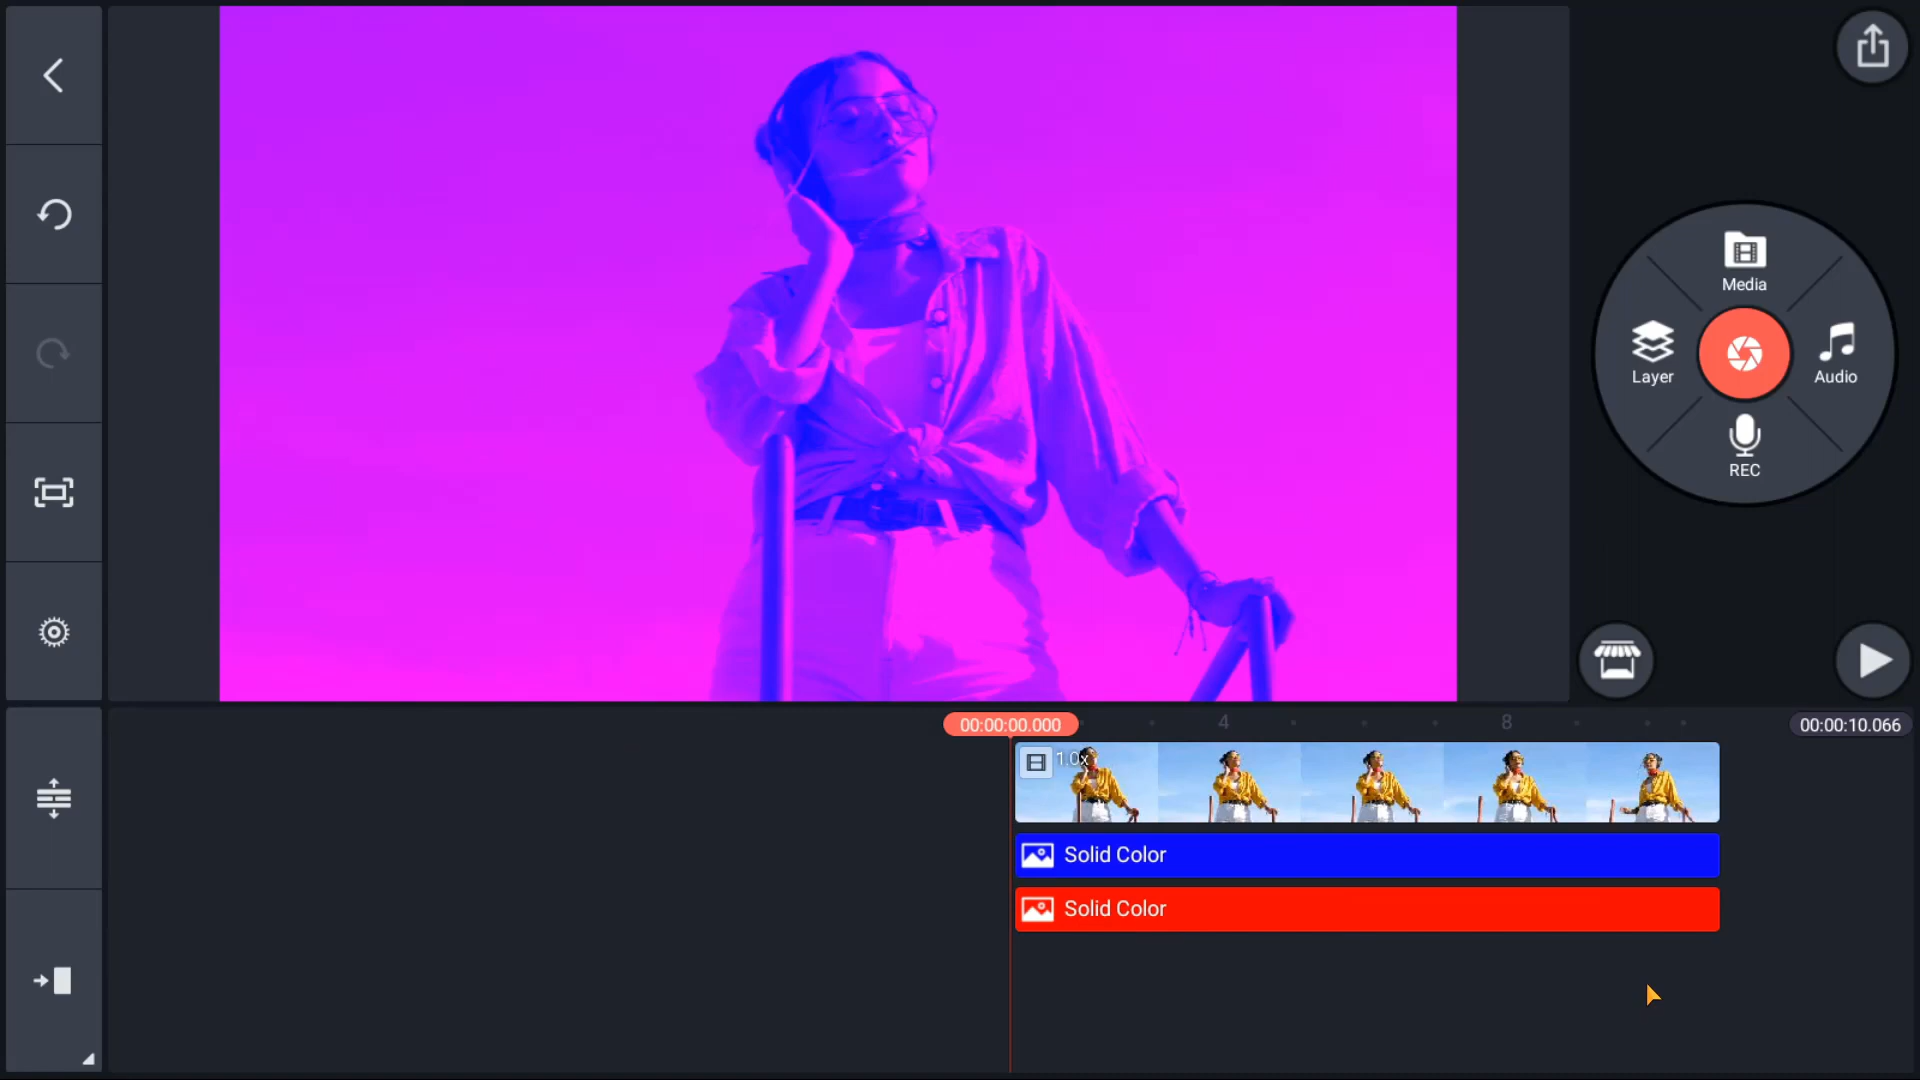 Media
Layer
Audio
REC
00:00:00.000
4
8
00:00:10.066
1.0x
Solid Color
Solid Color